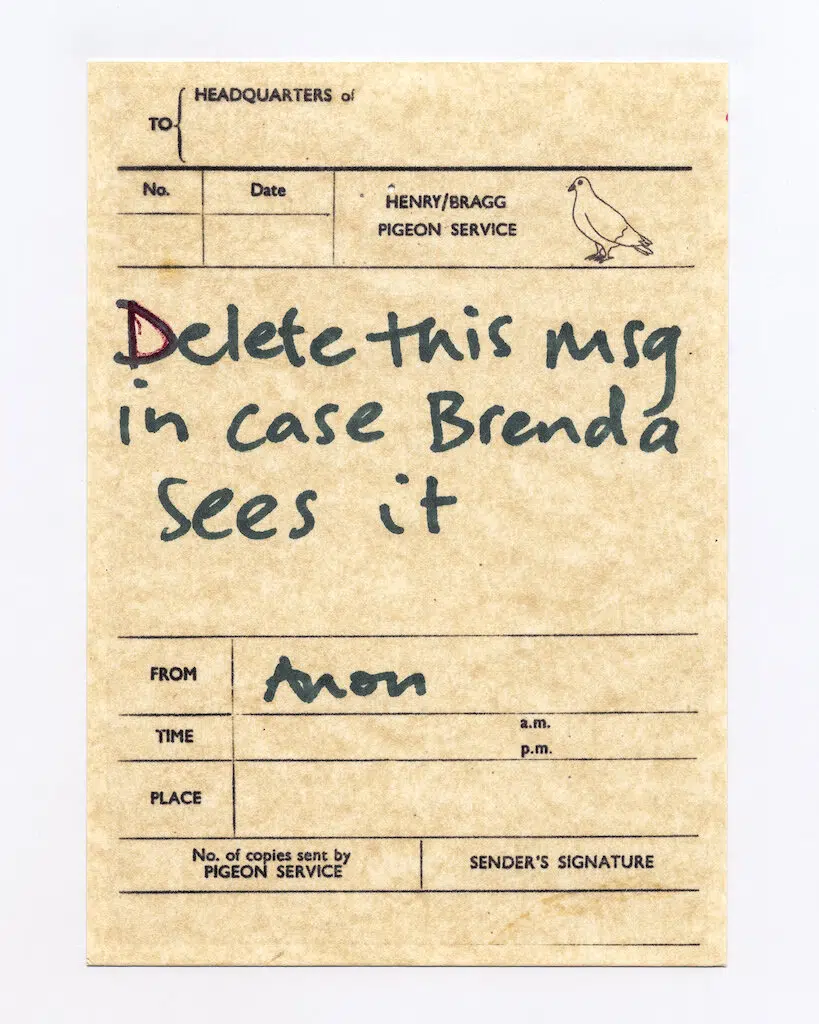 HEADQUARTERS of
TO
No.
Date
HENRY/BRAGG
PIGEON SERVICE
Delete this msg
in case Brenda
sees it
FROM
Anon
TIME
a.m.
p.m.
PLACE
No. of copies sent by
PIGEON SERVICE
SENDER'S SIGNATURE